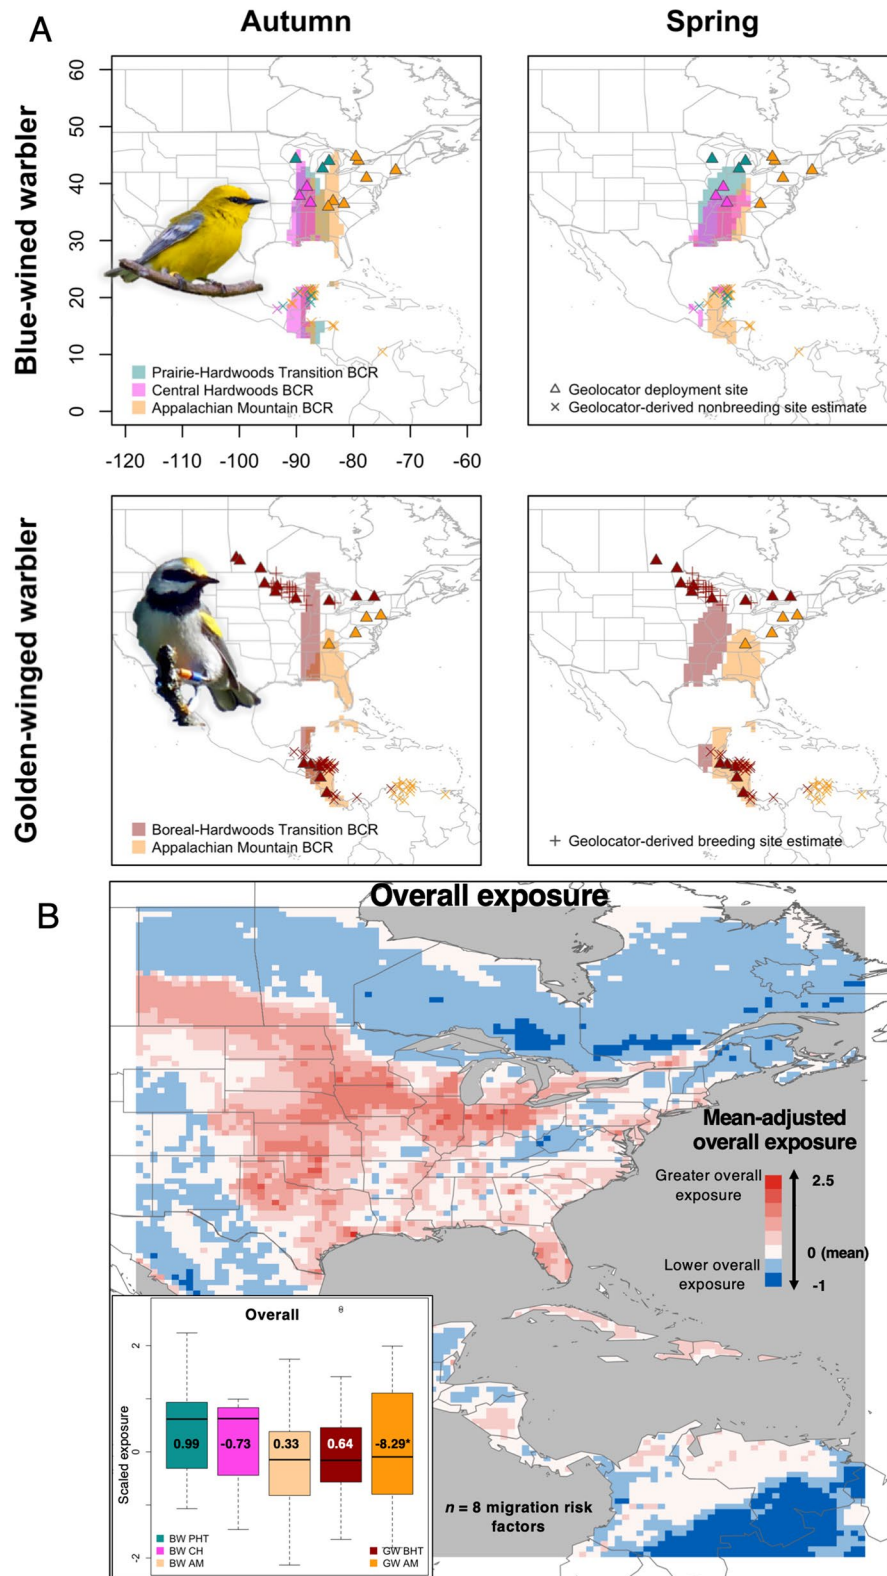 A
Autumn
Spring
Blue-wined warbler
60
50
40
30
20
10
0
Prairie-Hardwoods Transition BCR
Central Hardwoods BCR
Appalachian Mountain BCR
-120 -110 -100 -90 -80 -70 -60
Geolocator deployment site
Geolocator-derived nonbreeding site estimate
Golden-winged warbler
Boreal-Hardwoods Transition BCR
Appalachian Mountain BCR
Geolocator-derived breeding site estimate
B
Overall exposure
Mean-adjusted
overall exposure
Greater overall
exposure
2.5
0 (mean)
Lower overall
exposure
-1
Overall
Scaled exposure
2
0
-2
0.99 -0.73 0.33 0.64 -8.29*
BW PHT
BW CH
BW AM
GW BHT
GW AM
n = 8 migration risk
factors